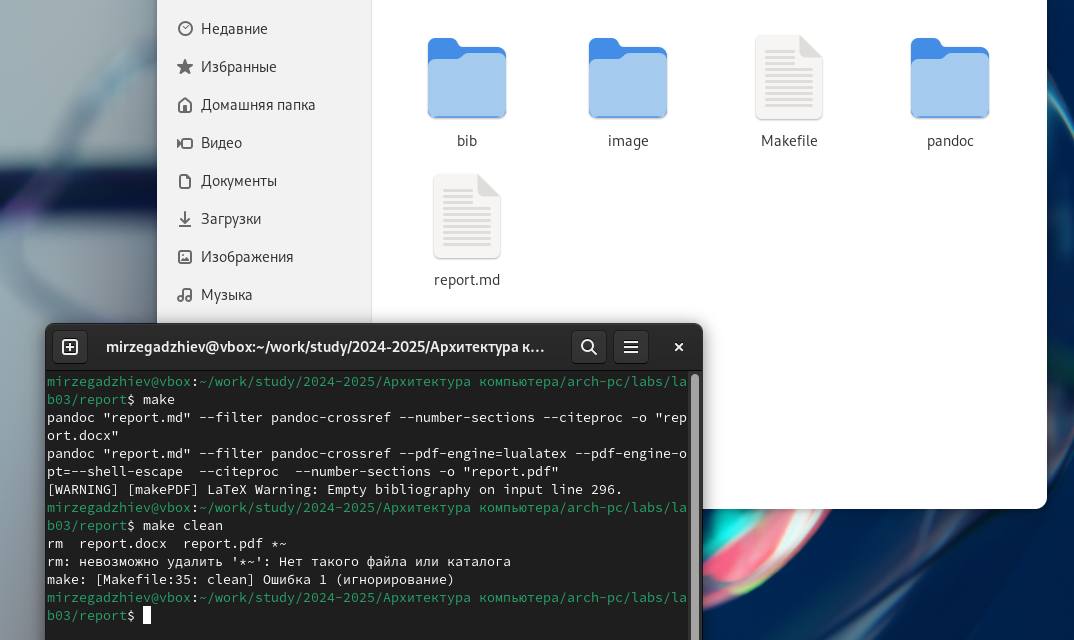 Недавние
Избранные
Домашняя папка
Видео
Документы
Загрузки
Изображения
Музыка
bib
image
Makefile
pandoc
report.md
mirzegadzhiev@vbox:~/work/study/2024-2025/Архитектура к...
mirzegadzhiev@vbox:~/work/study/2024-2025/Архитектура компьютера/arch-pc/labs/la
b03/report$ make
pandoc "report.md" --filter pandoc-crossref --number-sections --citeproc -o "rep
ort.docx"
pandoc "report.md" --filter pandoc-crossref --pdf-engine=lualatex --pdf-engine-o
pt=--shell-escape  --citeproc  --number-sections -o "report.pdf"
[WARNING] [makePDF] LaTeX Warning: Empty bibliography on input line 296.
mirzegadzhiev@vbox:~/work/study/2024-2025/Архитектура компьютера/arch-pc/labs/la
b03/report$ make clean
rm  report.docx  report.pdf *~
rm: невозможно удалить '*~': Нет такого файла или каталога
make: [Makefile:35: clean] Ошибка 1 (игнорирование)
mirzegadzhiev@vbox:~/work/study/2024-2025/Архитектура компьютера/arch-pc/labs/la
b03/report$